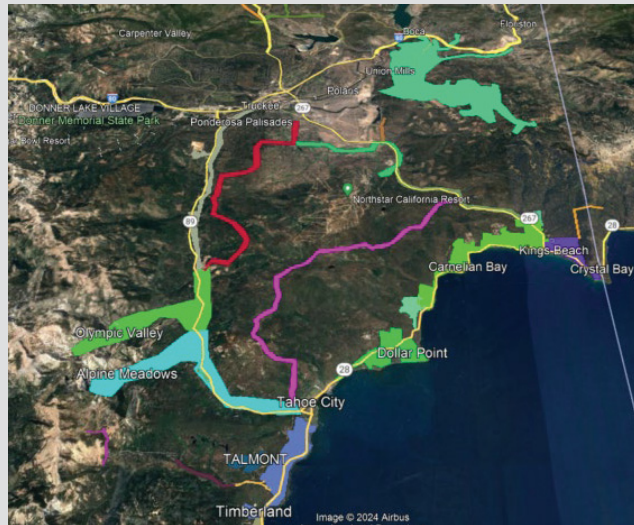 Carpenter Valley
Boca
Floriston
Union Mills
Polaris
DONNER LAKE VILLAGE
Truckee
267
Donner Memorial State Park
Ponderosa Palisades
Bowl Resort
Northstar California Resort
89
267
28
Kings Beach
Carnelian Bay
Crystal Bay
Olympic Valley
Dollar Point
Alpine Meadows
28
Tahoe City
TALMONT
Timberland
Image © 2024 Airbus